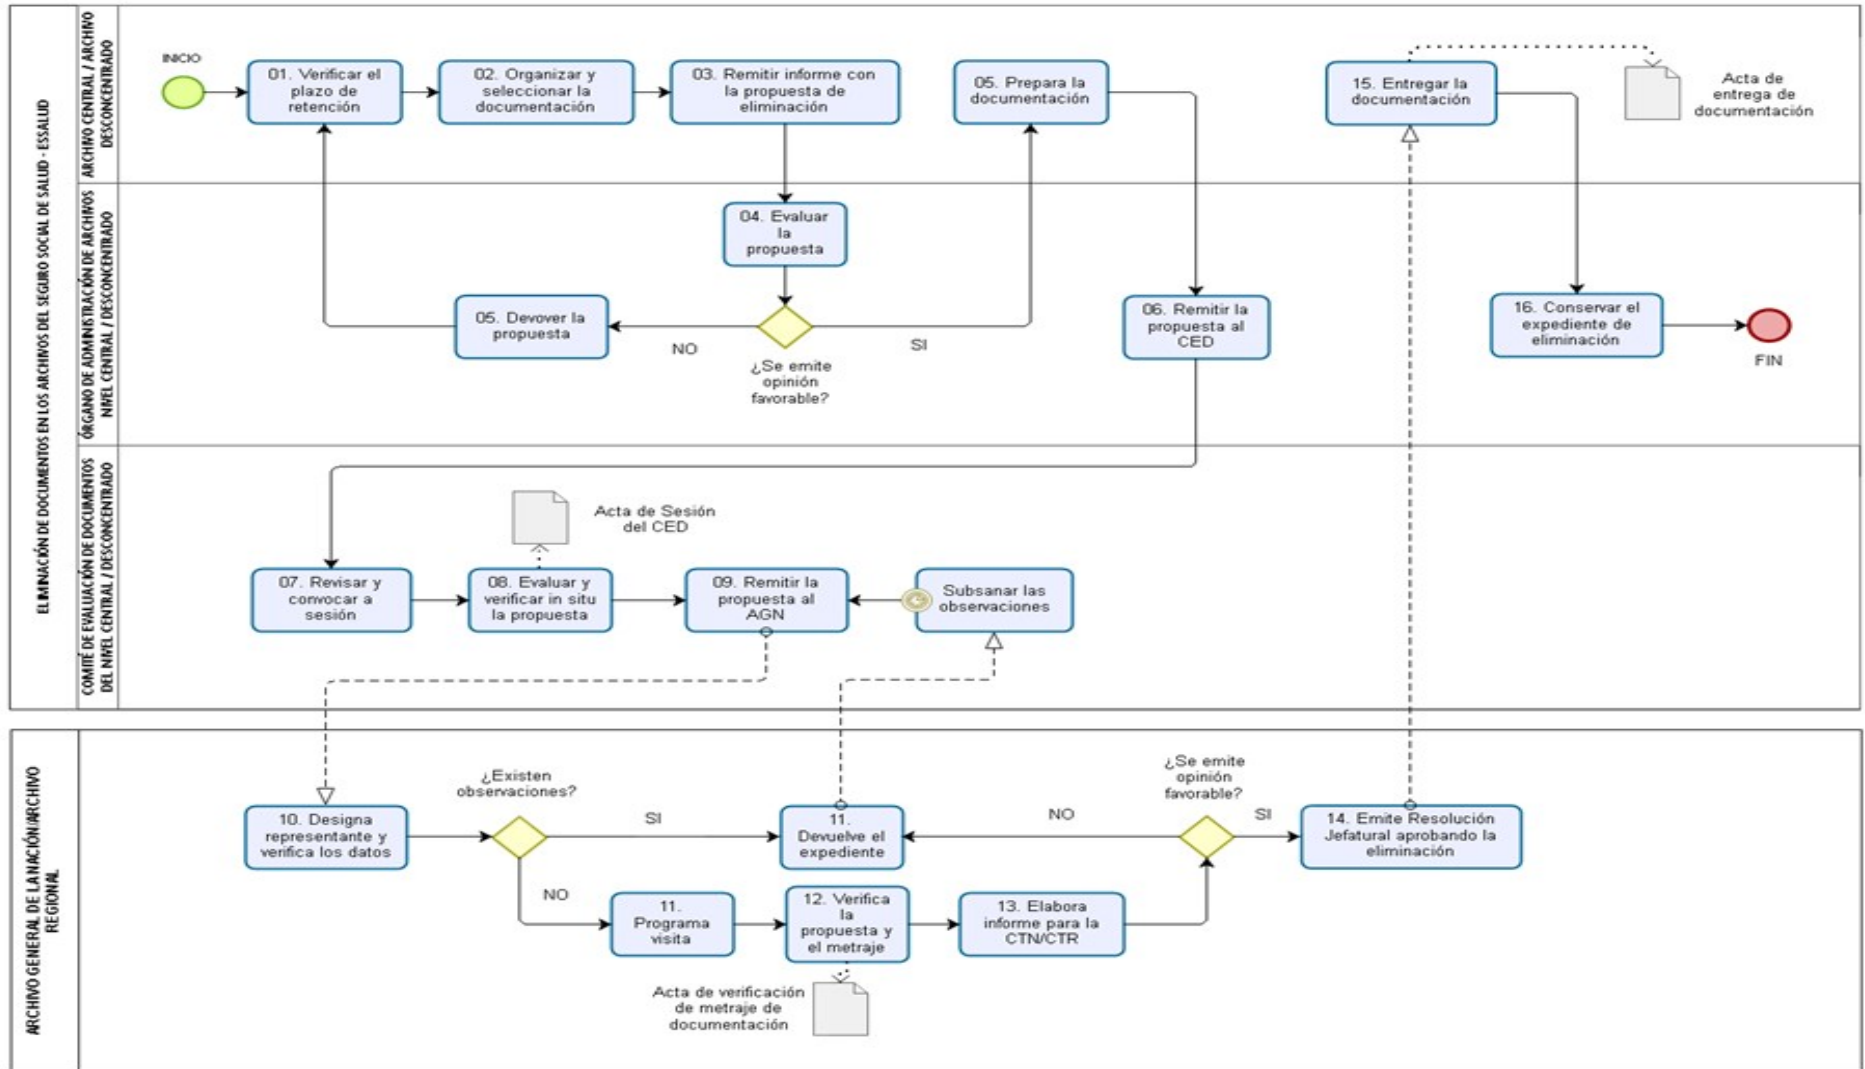 ELIMINACIÓN DE DOCUMENTOS EN LOS ARCHIVOS DEL SEGURO SOCIAL DE SALUD - ESSALUD
ARCHIVO CENTRAL / ARCHIVO
DESCONCENTRADO
INICIO
01. Verificar el
plazo de
retención
02. Organizar y
seleccionar la
documentación
03. Remitir informe con
la propuesta de
eliminación
05. Prepara la
documentación
15. Entregar la
documentación
Acta de
entrega de
documentación
ÓRGANO DE ADMINISTRACIÓN DE ARCHIVOS
NIVEL CENTRAL / DESCONCENTRADO
04. Evaluar
la
propuesta
05. Devover la
propuesta
NO
SI
¿Se emite
opinión
favorable?
06. Remitir la
propuesta al
CED
16. Conservar el
expediente de
eliminación
FIN
COMITÉ DE EVALUACIÓN DE DOCUMENTOS
DEL NIVEL CENTRAL / DESCONCENTRADO
Acta de Sesión
del CED
07. Revisar y
convocar a
sesión
08. Evaluar y
verificar in situ
la propuesta
09. Remitir la
propuesta al
AGN
Subsanar las
observaciones
ARCHIVO GENERAL DE LA NACIÓN/ARCHIVO
REGIONAL
10. Designa
representante y
verifica los datos
¿Existen
observaciones?
SI
11.
Devuelve el
expediente
NO
¿Se emite
opinión
favorable?
SI
14. Emite Resolución
Jefatural aprobando la
eliminación
NO
11.
Programa
visita
12. Verifica
la
propuesta y
el metraje
13. Elabora
informe para la
CTN/CTR
Acta de verificación
de metraje de
documentación